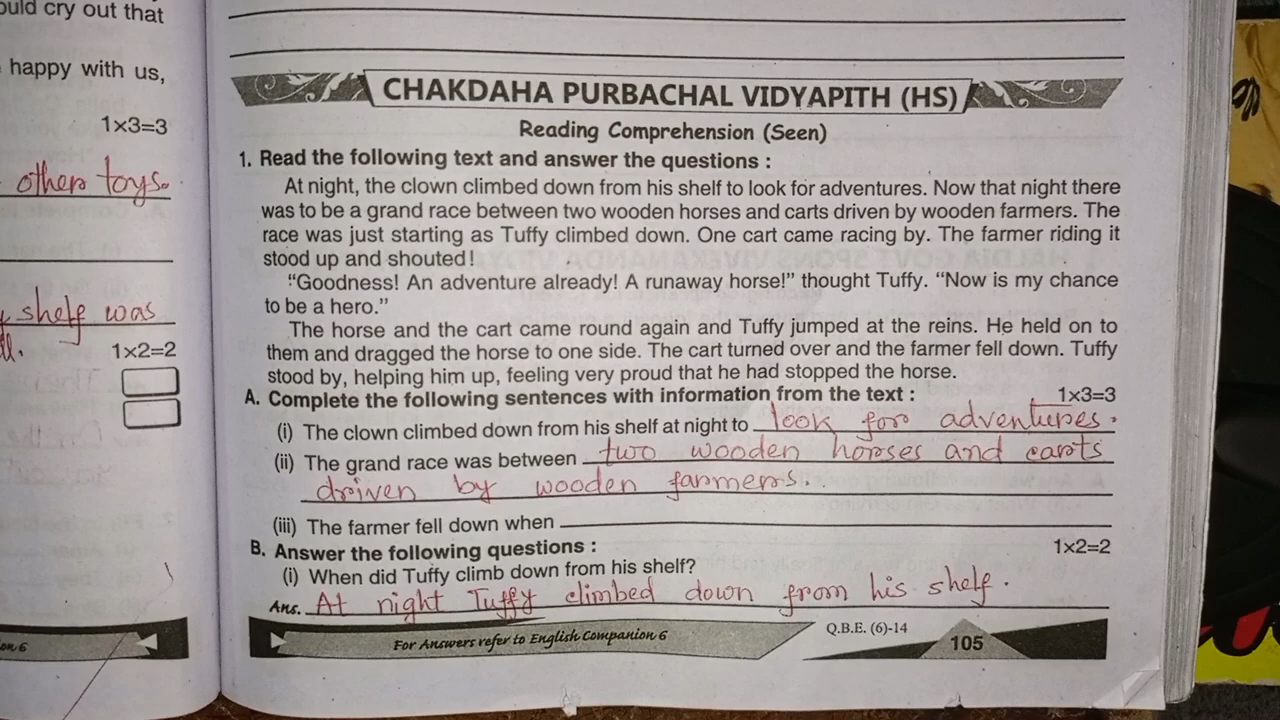 ould cry out that
happy with us,
1×3=3
other toys.
shelf was
ll.
1×2=2
on 6
CHAKDAHA PURBACHAL VIDYAPITH (HS)
Reading Comprehension (Seen)
1. Read the following text and answer the questions :
At night, the clown climbed down from his shelf to look for adventures. Now that night there
was to be a grand race between two wooden horses and carts driven by wooden farmers. The
race was just starting as Tuffy climbed down. One cart came racing by. The farmer riding it
stood up and shouted!
“Goodness! An adventure already! A runaway horse!” thought Tuffy. “Now is my chance
to be a hero.”
The horse and the cart came round again and Tuffy jumped at the reins. He held on to
them and dragged the horse to one side. The cart turned over and the farmer fell down. Tuffy
stood by, helping him up, feeling very proud that he had stopped the horse.
A. Complete the following sentences with information from the text : 1×3=3
(i) The clown climbed down from his shelf at night to look for adventures.
(ii) The grand race was between two wooden horses and carts
driven by wooden farmers.
(iii) The farmer fell down when
B. Answer the following questions : 1×2=2
(i) When did Tuffy climb down from his shelf?
Ans. At night Tuffy climbed down from his shelf.
For Answers refer to English Companion 6
Q.B.E. (6)-14
105